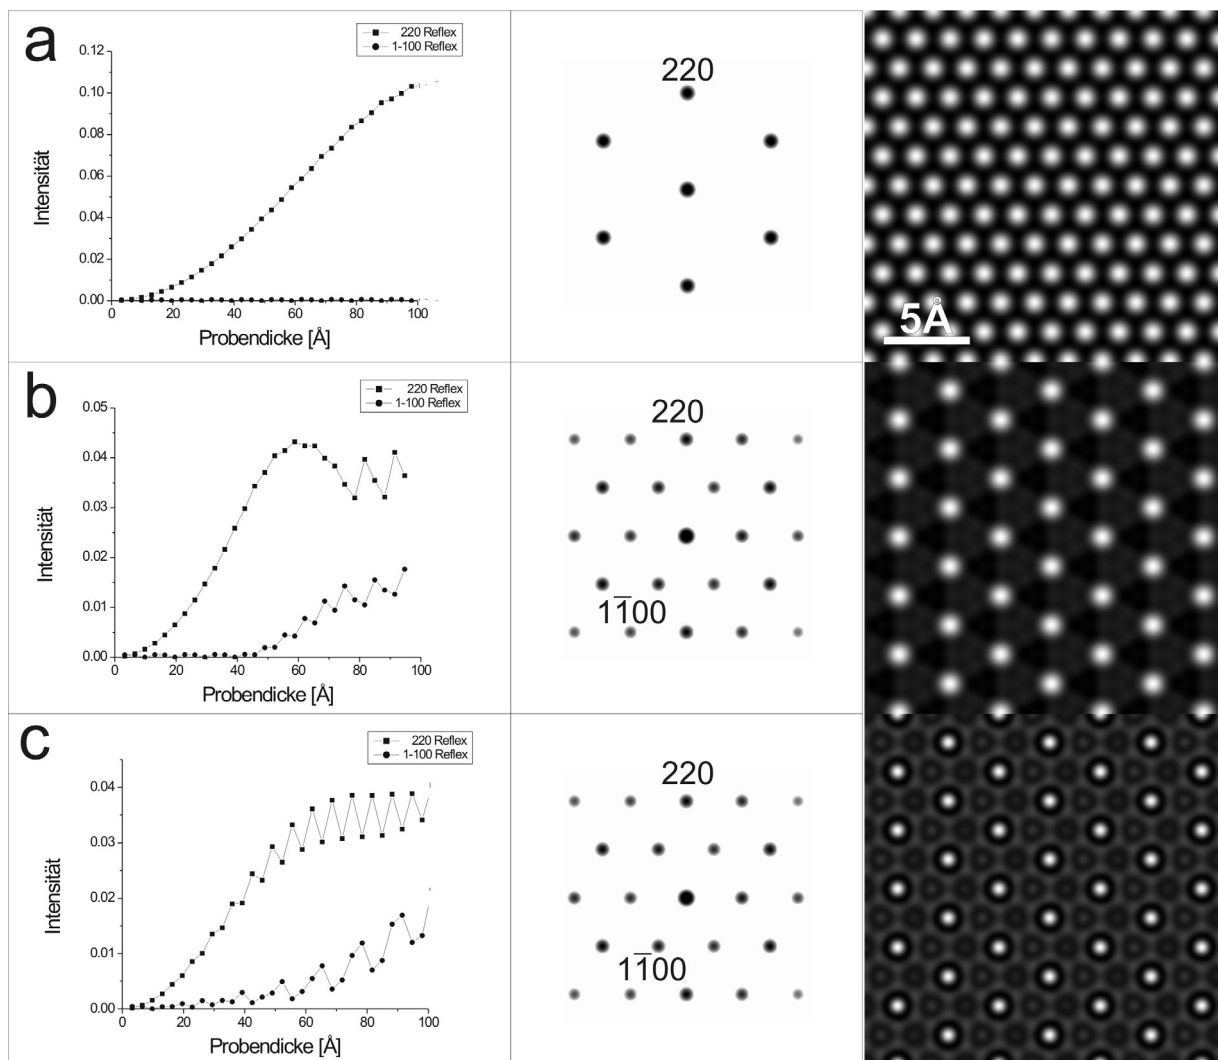 a
220 Reflex
1-100 Reflex
0.12
0.10
0.08
0.06
0.04
0.02
0.00
0 20 40 60 80 100
Intensität
Probendicke [Å]
220
5Å
b
220 Reflex
1-100 Reflex
0.05
0.04
0.03
0.02
0.01
0.00
0 20 40 60 80 100
Intensität
Probendicke [Å]
220
11̅00
c
220 Reflex
1-100 Reflex
0.04
0.03
0.02
0.01
0.00
0 20 40 60 80 100
Intensität
Probendicke [Å]
220
11̅00